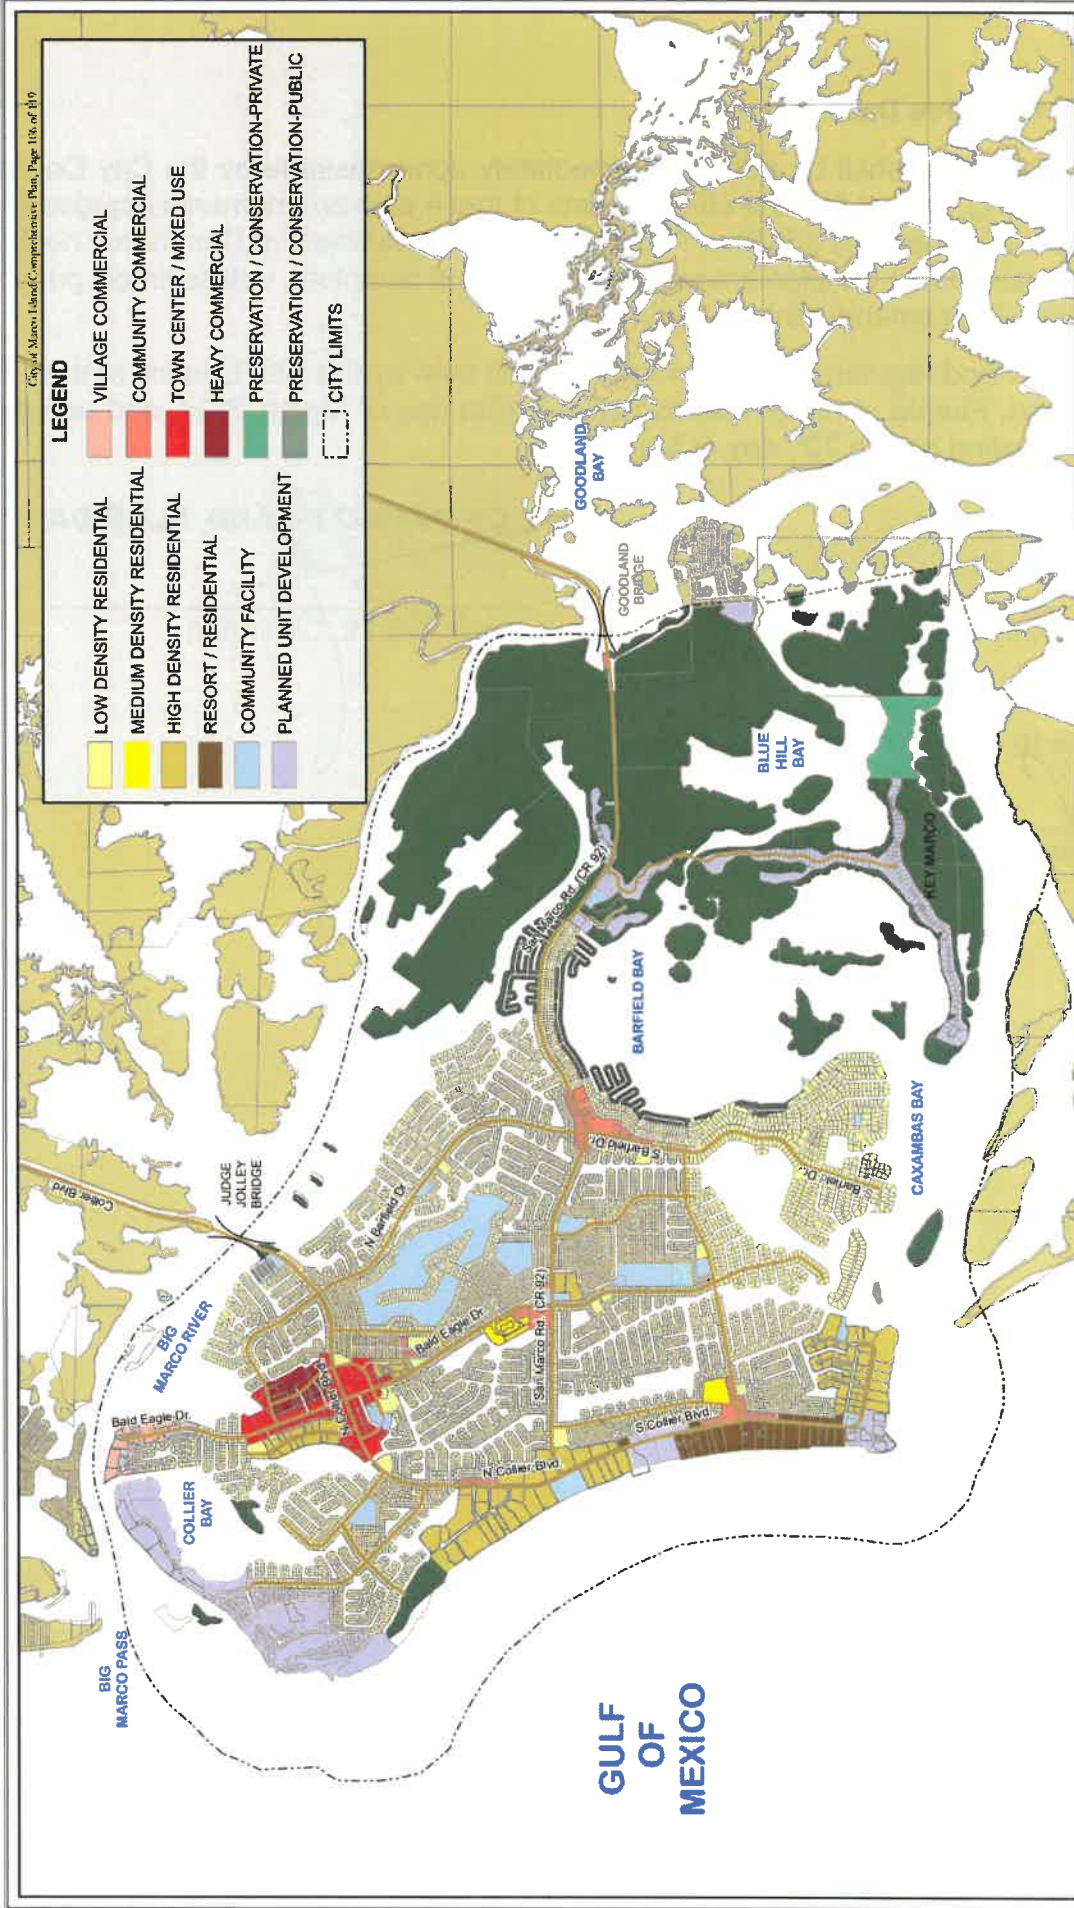 City of Marco Island Comprehensive Plan, Page 116 of 119
LEGEND
LOW DENSITY RESIDENTIAL
MEDIUM DENSITY RESIDENTIAL
HIGH DENSITY RESIDENTIAL
RESORT / RESIDENTIAL
COMMUNITY FACILITY
PLANNED UNIT DEVELOPMENT
VILLAGE COMMERCIAL
COMMUNITY COMMERCIAL
TOWN CENTER / MIXED USE
HEAVY COMMERCIAL
PRESERVATION / CONSERVATION-PRIVATE
PRESERVATION / CONSERVATION-PUBLIC
CITY LIMITS
BIG
MARCO PASS
COLLIER
BAY
Bald Eagle Dr.
BIG
MARCO RIVER
Collier Blvd
JUDGE
JOLLEY
BRIDGE
N Collier Blvd
N Barfield Dr
Bald Eagle Dr
N Collier Blvd
San Marco Rd. (CR 92)
S Collier Blvd
S Barfield Dr.
S Barfield Dr.
San Marco Rd. (CR 92)
GOODLAND
BAY
GOODLAND
BRIDGE
BLUE
HILL
BAY
BARFIELD BAY
KEY MARCO
CAXAMBAS BAY
GULF
OF
MEXICO